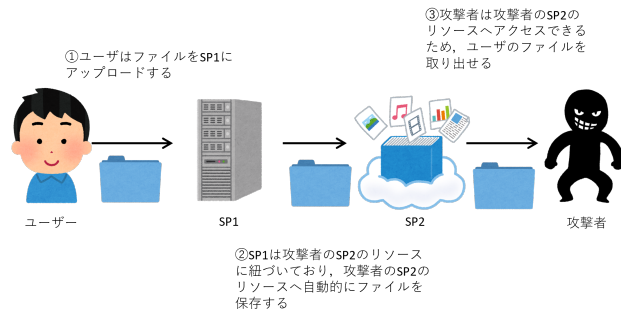 ①ユーザはファイルをSP1に
アップロードする
③攻撃者は攻撃者のSP2の
リソースへアクセスできる
ため，ユーザのファイルを
取り出せる
ユーザー
SP1
SP2
攻撃者
②SP1は攻撃者のSP2のリソース
に紐づいており，攻撃者のSP2の
リソースへ自動的にファイルを
保存する